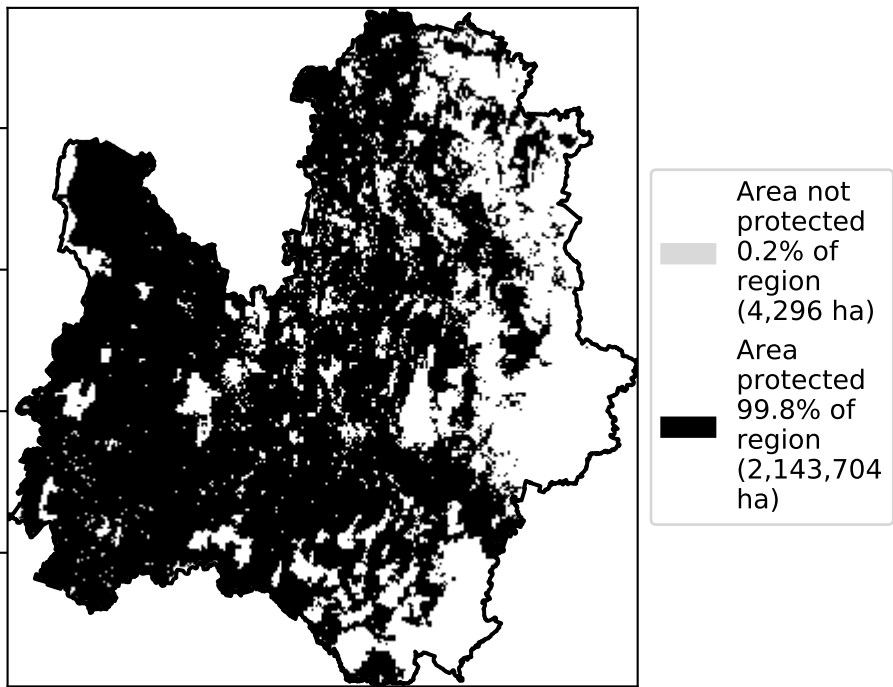 Area not
protected
0.2% of
region
(4,296 ha)
Area
protected
99.8% of
region
(2,143,704
ha)